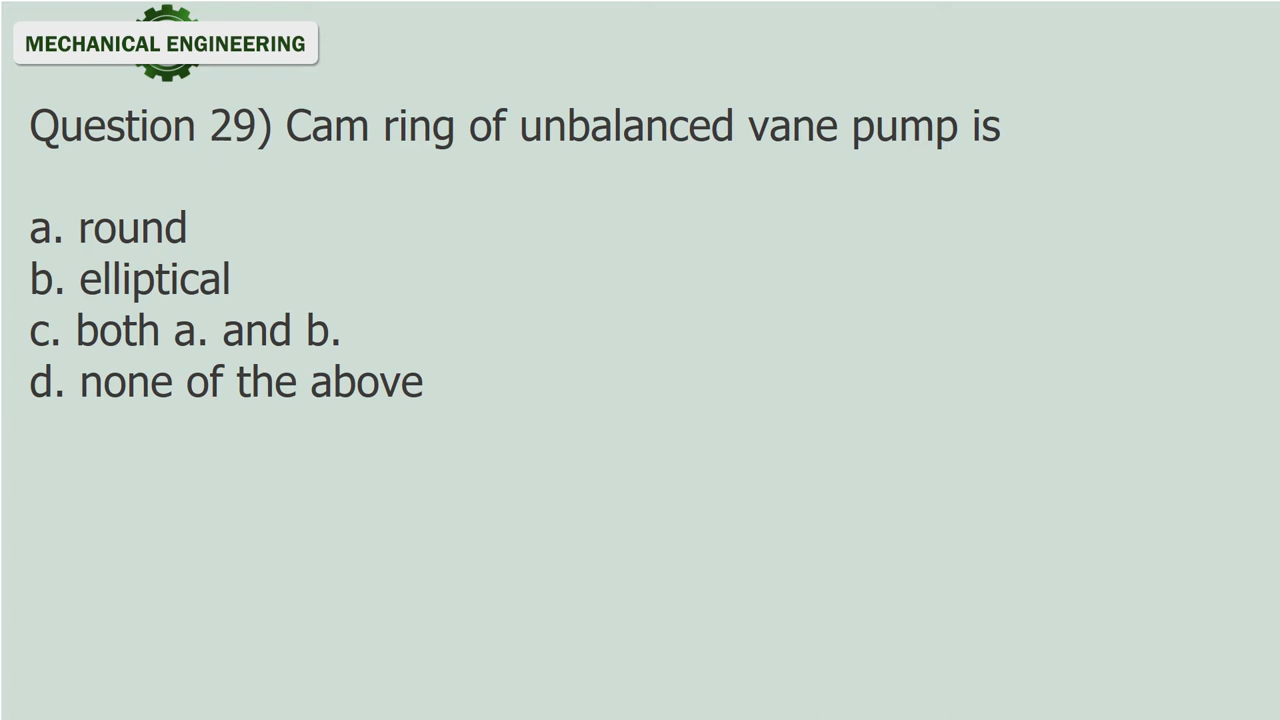 MECHANICAL ENGINEERING
Question 29) Cam ring of unbalanced vane pump is
a. round
b. elliptical
c. both a. and b.
d. none of the above